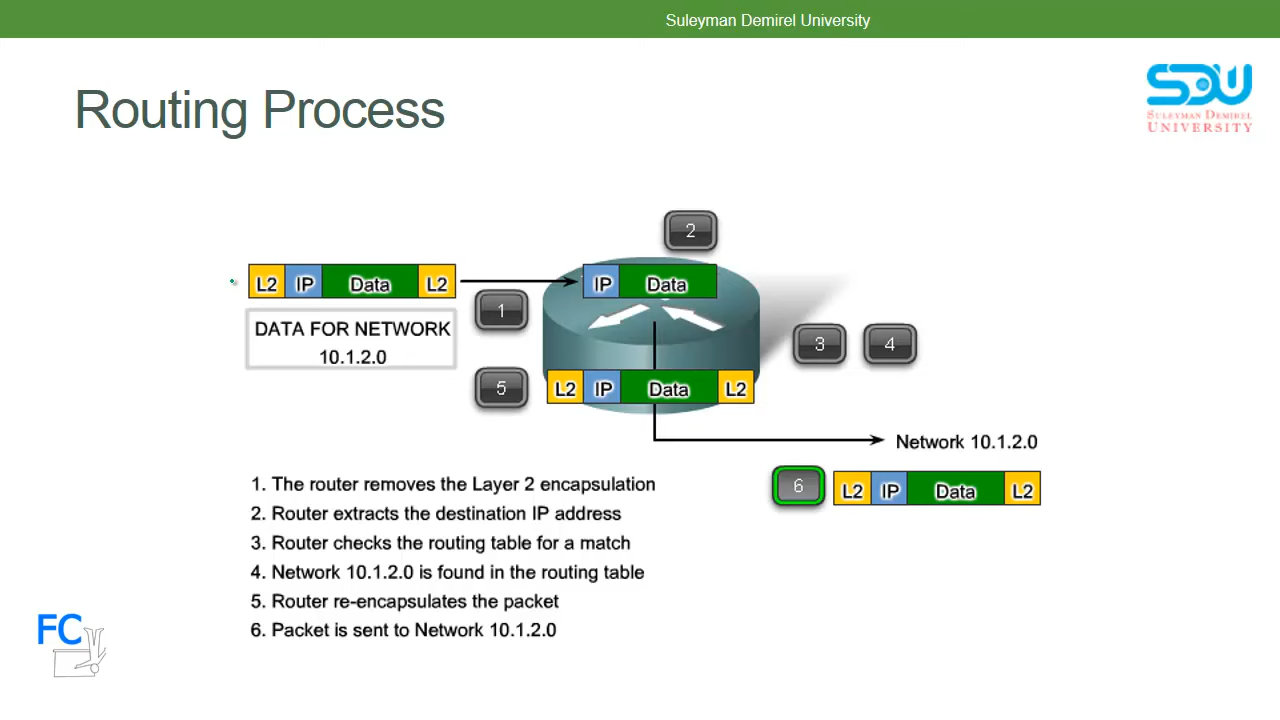 Suleyman Demirel University
Routing Process
SDU
SULEYMAN DEMIREL
UNIVERSITY
2
L2 IP Data L2
IP Data
1
DATA FOR NETWORK
10.1.2.0
3 4
5
L2 IP Data L2
Network 10.1.2.0
6
L2 IP Data L2
1. The router removes the Layer 2 encapsulation
2. Router extracts the destination IP address
3. Router checks the routing table for a match
4. Network 10.1.2.0 is found in the routing table
5. Router re-encapsulates the packet
6. Packet is sent to Network 10.1.2.0
FC